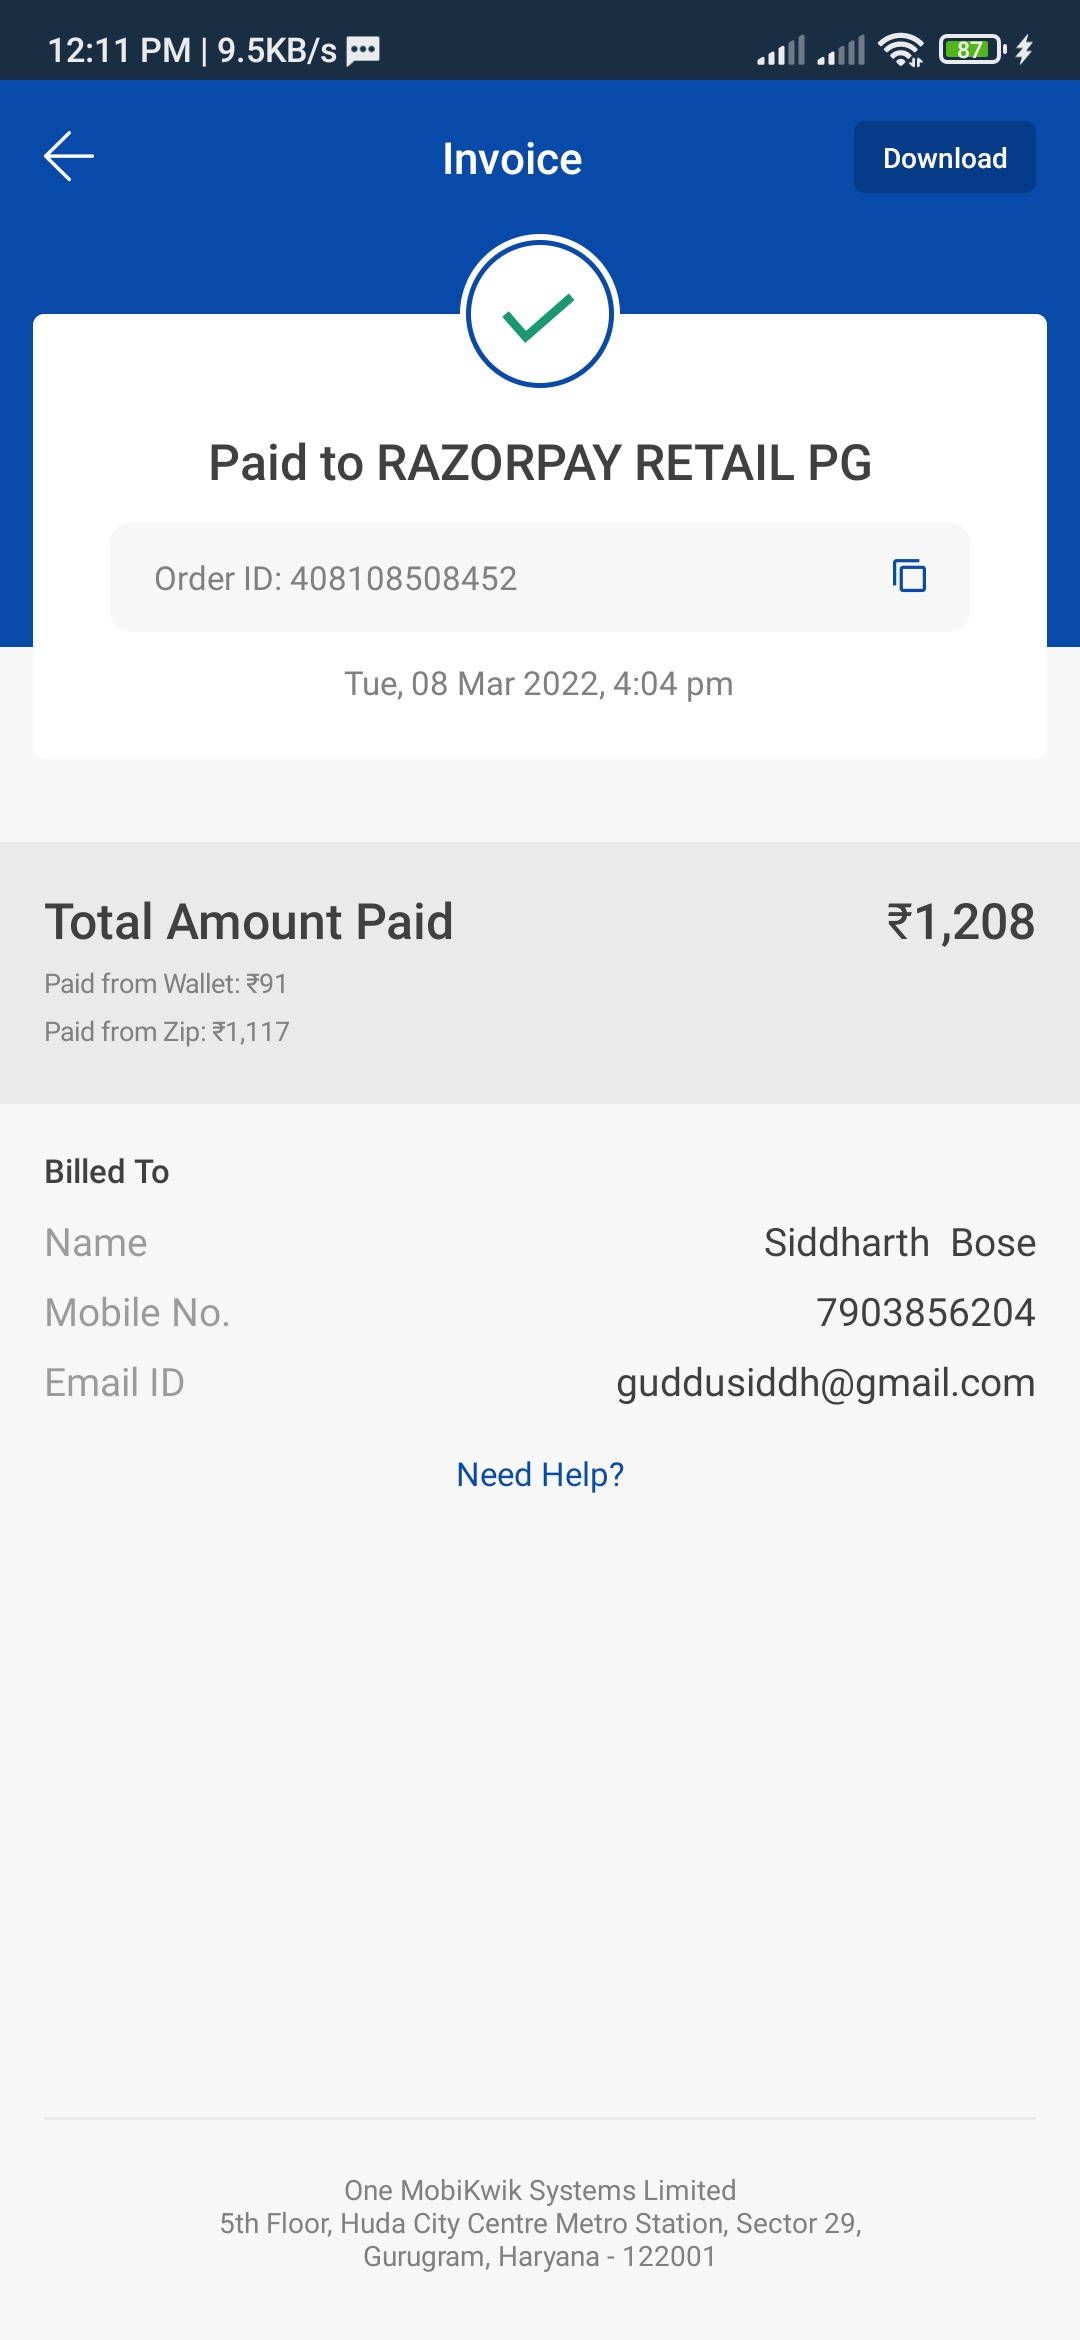 12:11 PM | 9.5KB/s
87
Invoice
Download
Paid to RAZORPAY RETAIL PG
Order ID: 408108508452
Tue, 08 Mar 2022, 4:04 pm
Total Amount Paid ₹1,208
Paid from Wallet: ₹91
Paid from Zip: ₹1,117
Billed To
Name Siddharth  Bose
Mobile No. 7903856204
Email ID guddusiddh@gmail.com
Need Help?
One MobiKwik Systems Limited
5th Floor, Huda City Centre Metro Station, Sector 29,
Gurugram, Haryana - 122001